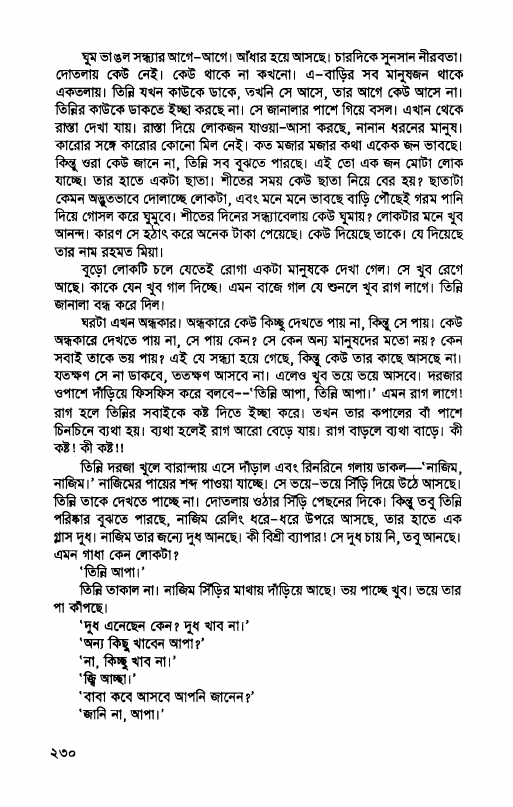 ঘুম ভাঙল সন্ধ্যার আগে-আগে। আঁধার হয়ে আসছে। চারদিকে সুনসান নীরবতা।
দোতলায় কেউ নেই। কেউ থাকে না কখনো। এ-বাড়ির সব মানুষজন থাকে
একতলায়। তিন্নি যখন কাউকে ডাকে, তখনি সে আসে, তার আগে কেউ আসে না।
তিন্নির কাউকে ডাকতে ইচ্ছা করছে না। সে জানালার পাশে গিয়ে বসল। এখান থেকে
রাস্তা দেখা যায়। রাস্তা দিয়ে লোকজন যাওয়া-আসা করছে, নানান ধরনের মানুষ।
কারোর সঙ্গে কারোর কোনো মিল নেই। কত মজার মজার কথা একেক জন ভাবছে।
কিন্তু ওরা কেউ জানে না, তিন্নি সব বুঝতে পারছে। এই তো এক জন মোটা লোক
যাচ্ছে। তার হাতে একটা ছাতা। শীতের সময় কেউ ছাতা নিয়ে বের হয়? ছাতাটা
কেমন অদ্ভুতভাবে দোলাচ্ছে লোকটা, এবং মনে মনে ভাবছে বাড়ি পৌঁছেই গরম পানি
দিয়ে গোসল করে ঘুমুবে। শীতের দিনের সন্ধ্যাবেলায় কেউ ঘুমায়? লোকটার মনে খুব
আনন্দ। কারণ সে হঠাৎ করে অনেক টাকা পেয়েছে। কেউ দিয়েছে তাকে। যে দিয়েছে
তার নাম রহমত মিয়া।
বুড়ো লোকটি চলে যেতেই রোগা একটা মানুষকে দেখা গেল। সে খুব রেগে
আছে। কাকে যেন খুব গাল দিচ্ছে। এমন বাজে গাল যে শুনলে খুব রাগ লাগে। তিন্নি
জানালা বন্ধ করে দিল।
ঘরটা এখন অন্ধকার। অন্ধকারে কেউ কিচ্ছু দেখতে পায় না, কিন্তু সে পায়। কেউ
অন্ধকারে দেখতে পায় না, সে পায় কেন? সে কেন অন্য মানুষদের মতো নয়? কেন
সবাই তাকে ভয় পায়? এই যে সন্ধ্যা হয়ে গেছে, কিন্তু কেউ তার কাছে আসছে না।
যতক্ষণ সে না ডাকবে, ততক্ষণ আসবে না। এলেও খুব ভয়ে ভয়ে আসবে। দরজার
ওপাশে দাঁড়িয়ে ফিসফিস করে বলবে--‘তিন্নি আপা, তিন্নি আপা।’ এমন রাগ লাগে!
রাগ হলে তিন্নির সবাইকে কষ্ট দিতে ইচ্ছা করে। তখন তার কপালের বাঁ পাশে
চিনচিনে ব্যথা হয়। ব্যথা হলেই রাগ আরো বেড়ে যায়। রাগ বাড়লে ব্যথা বাড়ে। কী
কষ্ট! কী কষ্ট!!
তিন্নি দরজা খুলে বারান্দায় এসে দাঁড়াল এবং রিনরিনে গলায় ডাকল—‘নাজিম,
নাজিম।’ নাজিমের পায়ের শব্দ পাওয়া যাচ্ছে। সে ভয়ে-ভয়ে সিঁড়ি দিয়ে উঠে আসছে।
তিন্নি তাকে দেখতে পাচ্ছে না। দোতলায় ওঠার সিঁড়ি পেছনের দিকে। কিন্তু তবু তিন্নি
পরিষ্কার বুঝতে পারছে, নাজিম রেলিং ধরে-ধরে উপরে আসছে, তার হাতে এক
গ্লাস দুধ। নাজিম তার জন্যে দুধ আনছে। কী বিশ্রী ব্যাপার! সে দুধ চায় নি, তবু আনছে।
এমন গাধা কেন লোকটা?
‘তিন্নি আপা।’
তিন্নি তাকাল না। নাজিম সিঁড়ির মাথায় দাঁড়িয়ে আছে। ভয় পাচ্ছে খুব। ভয়ে তার
পা কাঁপছে।
‘দুধ এনেছেন কেন? দুধ খাব না।’
‘অন্য কিছু খাবেন আপা?’
‘না, কিচ্ছু খাব না।’
‘জ্বি আচ্ছা।’
‘বাবা কবে আসবে আপনি জানেন?’
‘জানি না, আপা।’
২৩০